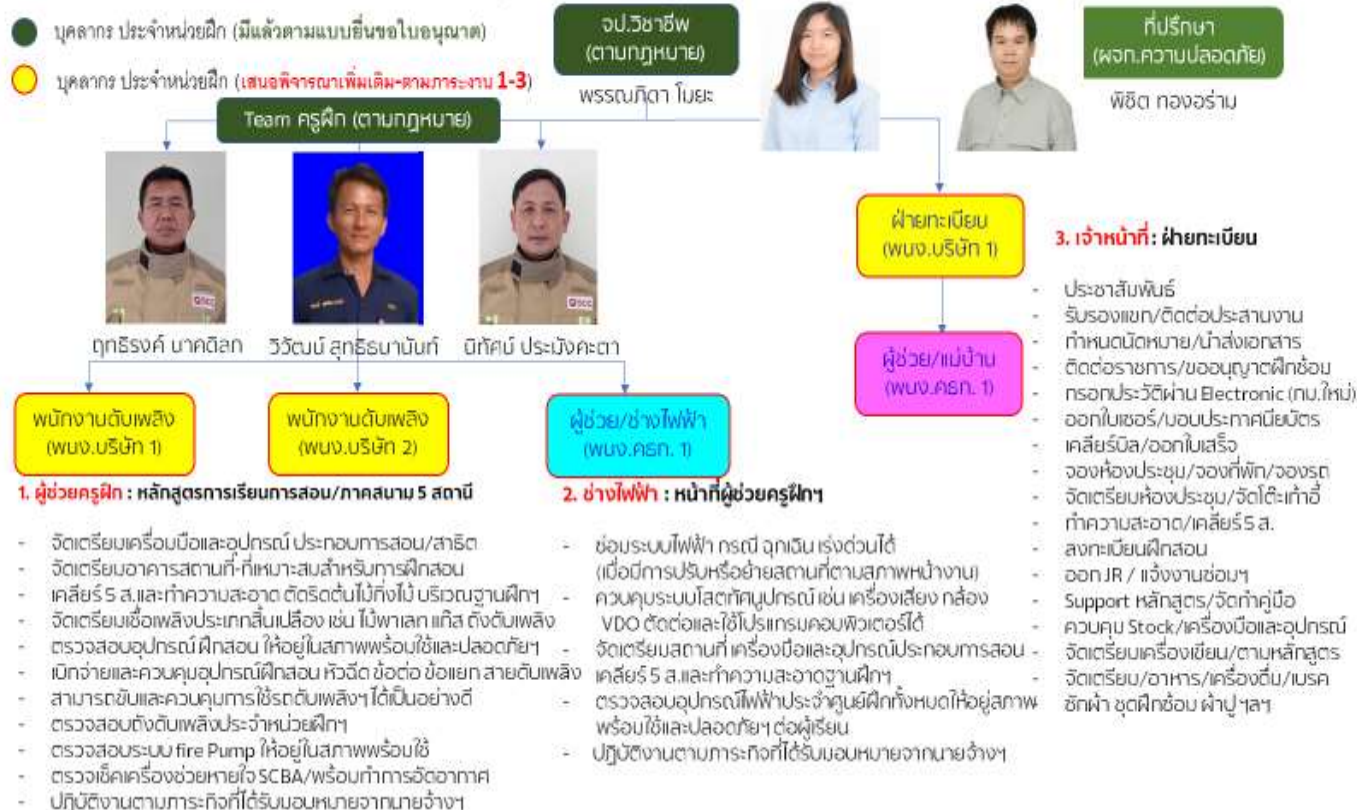 บุคลากร ประจำหน่วยฝึก (มีแล้วตามแบบยื่นขอใบอนุญาต)
บุคลากร ประจำหน่วยฝึก (เสนอพิจารณาเพิ่มเติม-ตามภาระงาน 1-3)
จป.วิชาชีพ
(ตามกฎหมาย)
พรรณภิดา โมยะ
ที่ปรึกษา
(ผจก.ความปลอดภัย)
พิชิต ทองอร่าม
Team ครูฝึก (ตามกฎหมาย)
SCG
SCG
ฤทธิรงค์ นาคดิลก
วิวัฒน์ สุทธิธนานันท์
นิทัศน์ ประมังคะตา
ฝ่ายทะเบียน
(พนง.บริษัท 1)
ผู้ช่วย/แม่บ้าน
(พนง.คธก. 1)
พนักงานดับเพลิง
(พนง.บริษัท 1)
พนักงานดับเพลิง
(พนง.บริษัท 2)
ผู้ช่วย/ช่างไฟฟ้า
(พนง.คธก. 1)
1. ผู้ช่วยครูฝึก : หลักสูตรการเรียนการสอน/ภาคสนาม 5 สถานี
- จัดเตรียมเครื่องมือและอุปกรณ์ ประกอบการสอน/สาธิต
- จัดเตรียมอาคารสถานที่-ที่เหมาะสมสำหรับการฝึกสอน
- เคลียร์ 5 ส.และทำความสะอาด ตัดริดต้นไม้กิ่งไม้ บริเวณฐานฝึกฯ
- จัดเตรียมเชื้อเพลิงประเภทสิ้นเปลือง เช่น ไม้พาเลท แก๊ส ถังดับเพลิง
- ตรวจสอบอุปกรณ์ ฝึกสอน ให้อยู่ในสภาพพร้อมใช้และปลอดภัยฯ
- เบิกจ่ายและควบคุมอุปกรณ์ฝึกสอน หัวฉีด ข้อต่อ ข้อแยก สายดับเพลิง
- สามารถขับและควบคุมการใช้รถดับเพลิงฯ ได้เป็นอย่างดี
- ตรวจสอบถังดับเพลิงประจำหน่วยฝึกฯ
- ตรวจสอบระบบ fire Pump ให้อยู่ในสภาพพร้อมใช้
- ตรวจเช็คเครื่องช่วยหายใจ SCBA/พร้อมทำการอัดอากาศ
- ปฏิบัติงานตามภาระกิจที่ได้รับมอบหมายจากนายจ้างฯ
2. ช่างไฟฟ้า : หน้าที่ผู้ช่วยครูฝึกฯ
- ซ่อมระบบไฟฟ้า กรณี ฉุกเฉิน เร่งด่วนได้
(เมื่อมีการปรับหรือย้ายสถานที่ตามสภาพหน้างาน)
- ควบคุมระบบโสตทัศนูปกรณ์ เช่น เครื่องเสียง กล้อง
VDO ตัดต่อและใช้โปรแกรมคอมพิวเตอร์ได้
- จัดเตรียมสถานที่ เครื่องมือและอุปกรณ์ประกอบการสอน
- เคลียร์ 5 ส.และทำความสะอาดฐานฝึกฯ
- ตรวจสอบอุปกรณ์ไฟฟ้าประจำศูนย์ฝึกทั้งหมดให้อยู่สภาพ
พร้อมใช้และปลอดภัยฯ ต่อผู้เรียน
- ปฏิบัติงานตามภาระกิจที่ได้รับมอบหมายจากนายจ้างฯ
3. เจ้าหน้าที่ : ฝ่ายทะเบียน
- ประชาสัมพันธ์
- รับรองแขก/ติดต่อประสานงาน
- กำหนดนัดหมาย/นำส่งเอกสาร
- ติดต่อราชการ/ขออนุญาตฝึกซ้อม
- กรอกประวัติผ่าน Electronic (กม.ใหม่)
- ออกใบเซอร์/มอบประกาศนียบัตร
- เคลียร์บิล/ออกใบเสร็จ
- จองห้องประชุม/จองที่พัก/จองรถ
- จัดเตรียมห้องประชุม/จัดโต๊ะเก้าอี้
- ทำความสะอาด/เคลียร์ 5 ส.
- ลงทะเบียนฝึกสอน
- ออก JR / แจ้งงานซ่อมฯ
- Support หลักสูตร/จัดทำคู่มือ
- ควบคุม Stock/เครื่องมือและอุปกรณ์
- จัดเตรียมเครื่องเขียน/ตามหลักสูตร
- จัดเตรียม/อาหาร/เครื่องดื่ม/เบรค
- ซักผ้า ชุดฝึกซ้อม ผ้าปู ฯลฯ